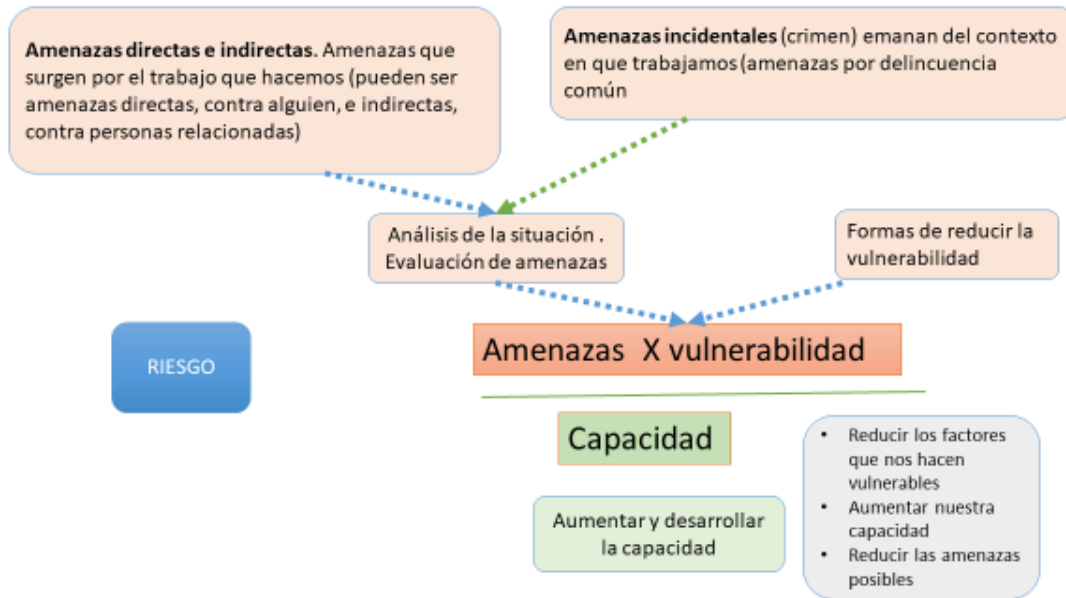 Amenazas directas e indirectas. Amenazas que
surgen por el trabajo que hacemos (pueden ser
amenazas directas, contra alguien, e indirectas,
contra personas relacionadas)
Amenazas incidentales (crimen) emanan del contexto
en que trabajamos (amenazas por delincuencia
común
Análisis de la situación .
Evaluación de amenazas
Formas de reducir la
vulnerabilidad
RIESGO
Amenazas X vulnerabilidad
Capacidad
Aumentar y desarrollar
la capacidad
• Reducir los factores
que nos hacen
vulnerables
• Aumentar nuestra
capacidad
• Reducir las amenazas
posibles